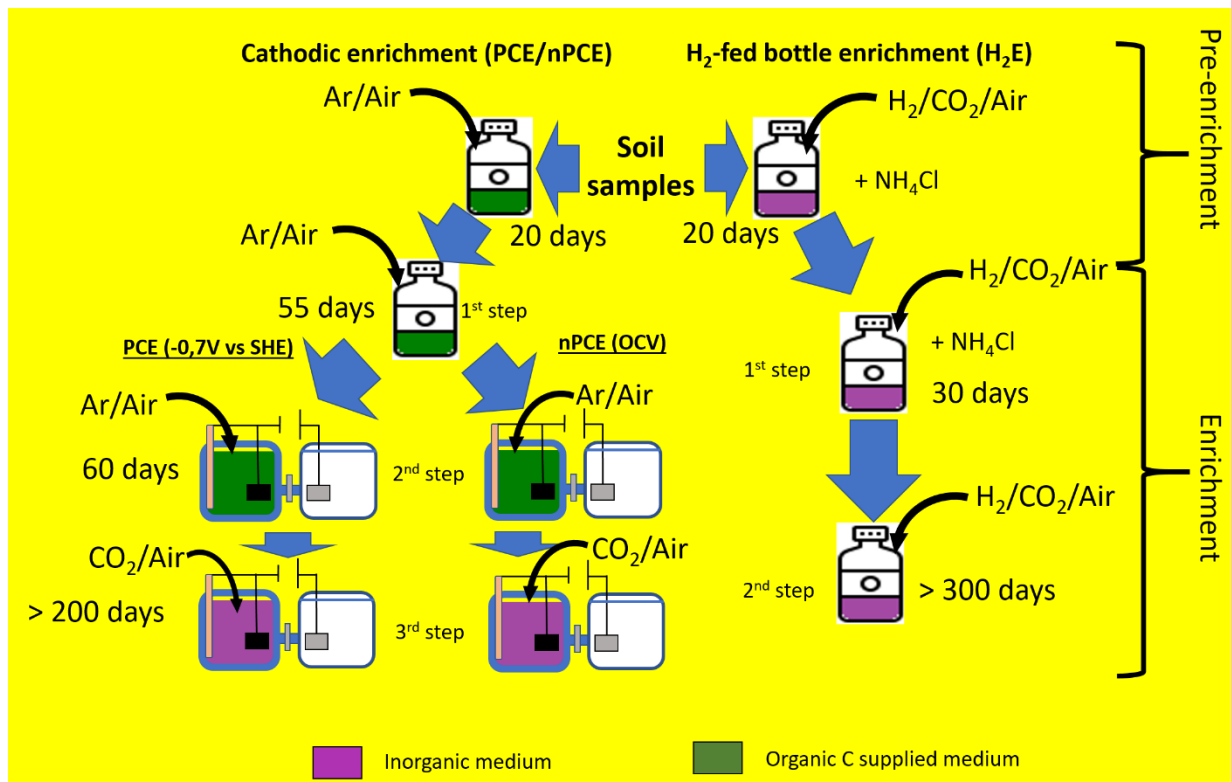 Cathodic enrichment (PCE/nPCE)
H₂-fed bottle enrichment (H₂E)
Pre-enrichment
Ar/Air
H₂/CO₂/Air
Soil
samples
+ NH₄Cl
20 days
20 days
Ar/Air
H₂/CO₂/Air
55 days
1st step
PCE (-0,7V vs SHE)
nPCE (OCV)
1st step
+ NH₄Cl
30 days
Ar/Air
Ar/Air
60 days
2nd step
Enrichment
H₂/CO₂/Air
CO₂/Air
CO₂/Air
> 200 days
3rd step
2nd step
> 300 days
Inorganic medium
Organic C supplied medium